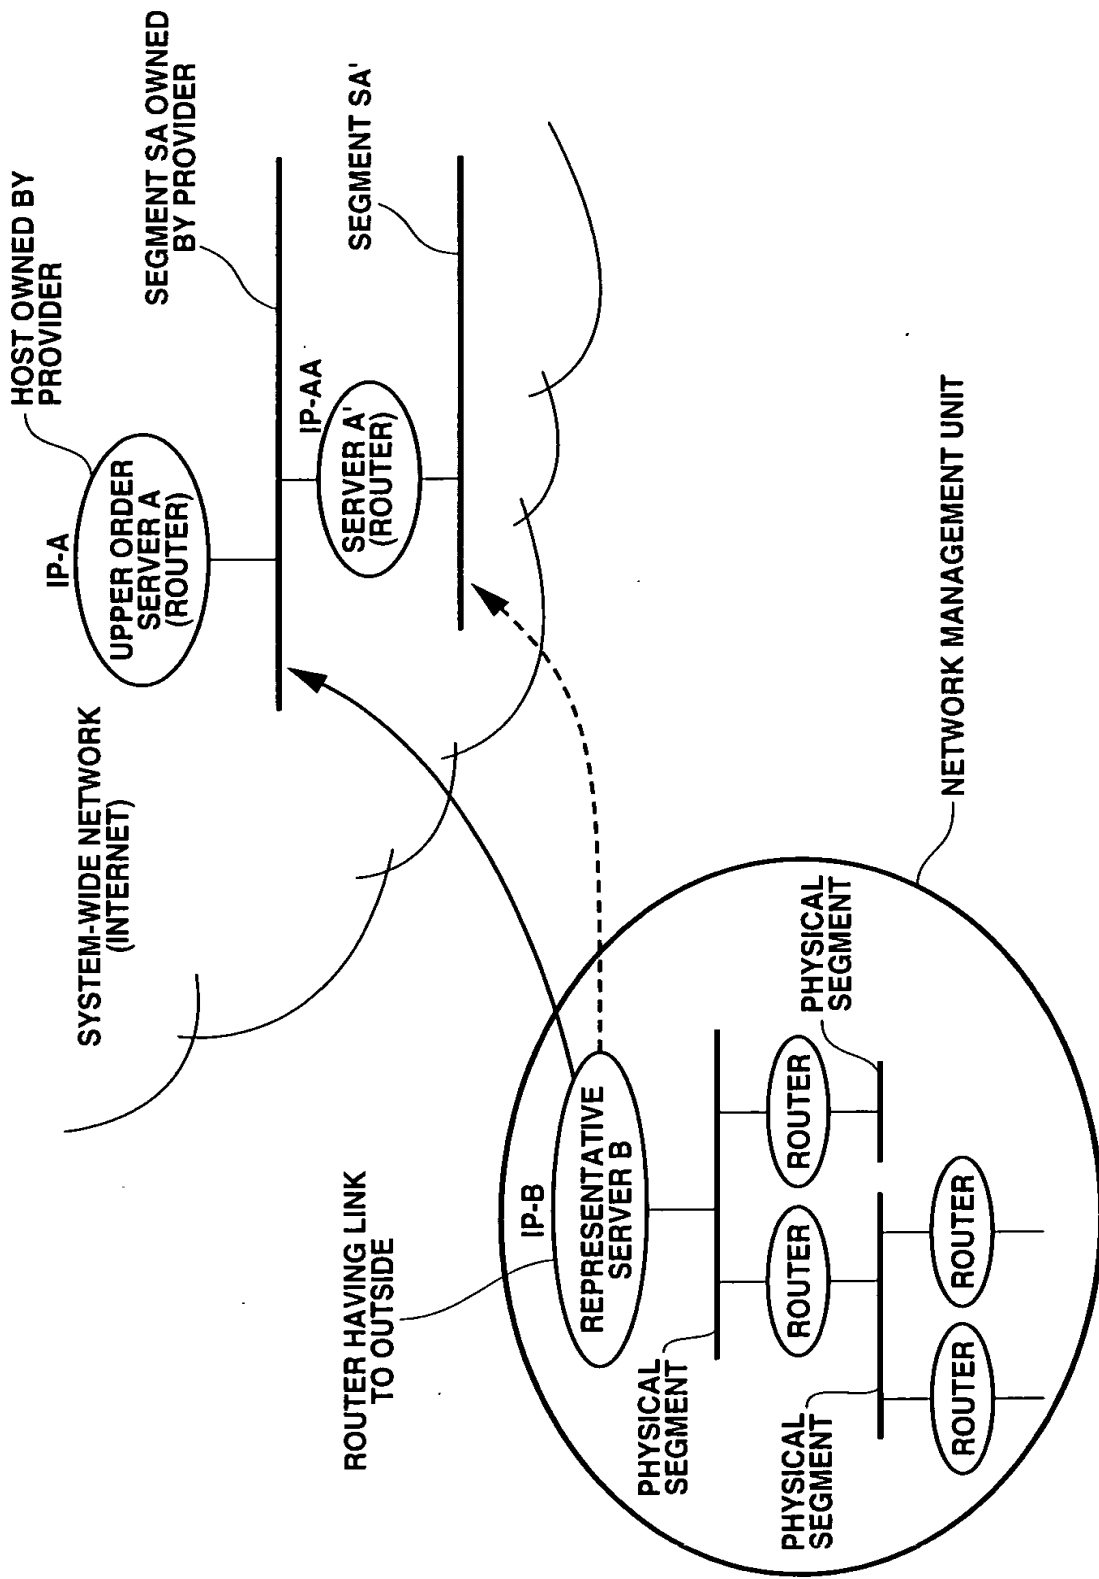 SYSTEM-WIDE NETWORK
(INTERNET)
IP-A
UPPER ORDER
SERVER A
(ROUTER)
HOST OWNED BY
PROVIDER
SEGMENT SA OWNED
BY PROVIDER
IP-AA
SERVER A'
(ROUTER)
SEGMENT SA'
ROUTER HAVING LINK
TO OUTSIDE
IP-B
REPRESENTATIVE
SERVER B
PHYSICAL
SEGMENT
ROUTER
ROUTER
PHYSICAL
SEGMENT
PHYSICAL
SEGMENT
ROUTER
ROUTER
NETWORK MANAGEMENT UNIT